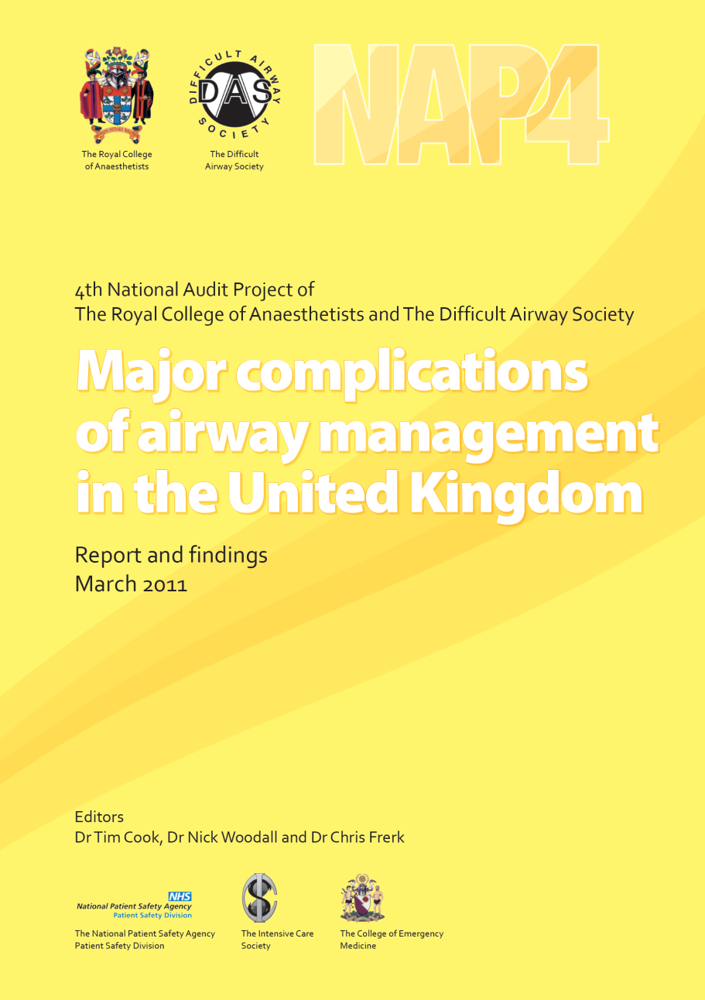 DIFFICULT AIRWAY
DAS
SOCIETY
NAP4
The Royal College
of Anaesthetists
The Difficult
Airway Society
4th National Audit Project of
The Royal College of Anaesthetists and The Difficult Airway Society
Major complications
of airway management
in the United Kingdom
Report and findings
March 2011
Editors
Dr Tim Cook, Dr Nick Woodall and Dr Chris Frerk
NHS
National Patient Safety Agency
Patient Safety Division
The National Patient Safety Agency
Patient Safety Division
The Intensive Care
Society
The College of Emergency
Medicine